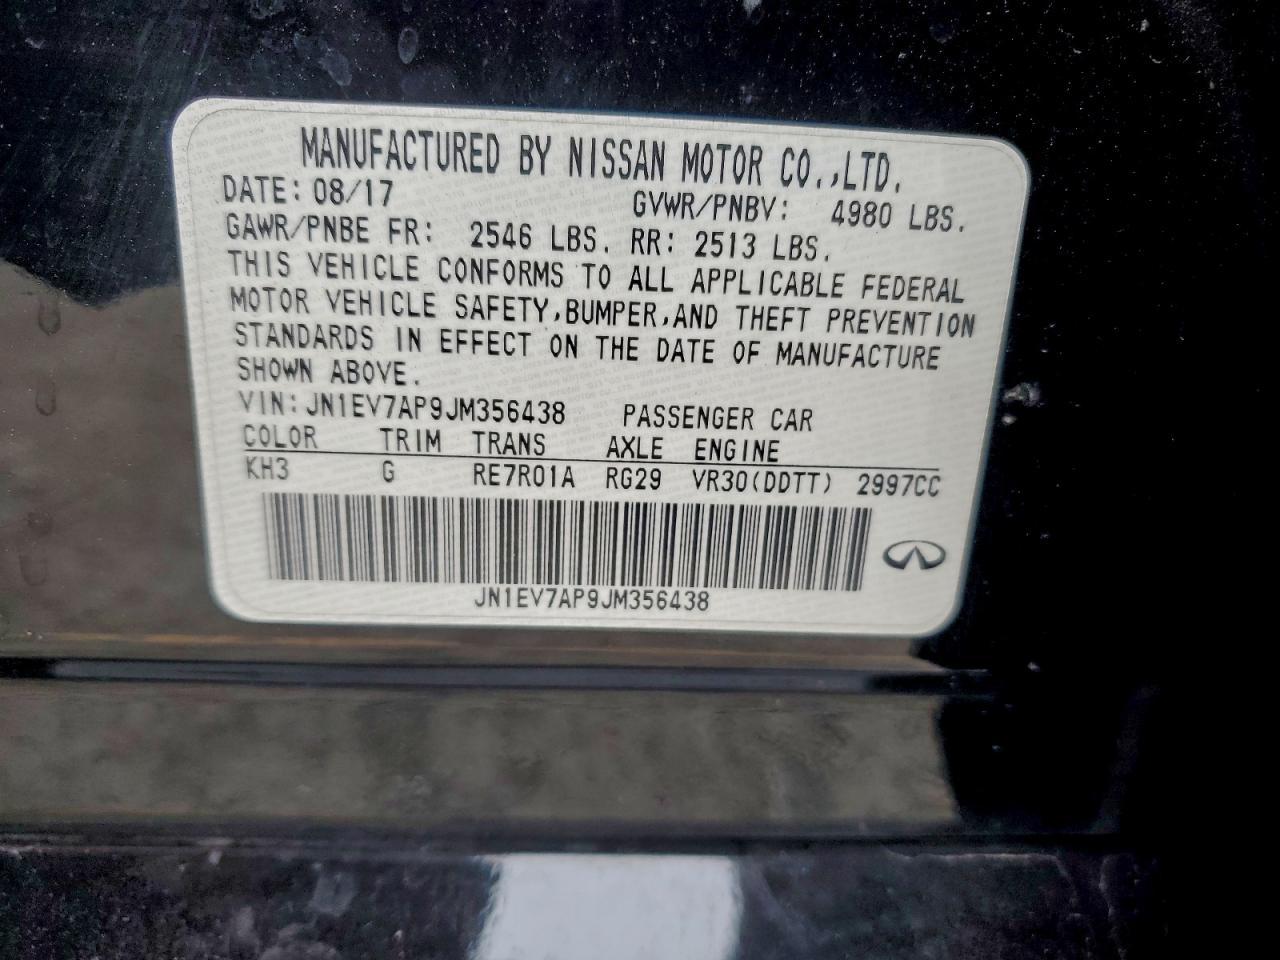 MANUFACTURED BY NISSAN MOTOR CO.,LTD.
DATE: 08/17 GVWR/PNBV: 4980 LBS.
GAWR/PNBE FR: 2546 LBS. RR: 2513 LBS.
THIS VEHICLE CONFORMS TO ALL APPLICABLE FEDERAL
MOTOR VEHICLE SAFETY,BUMPER,AND THEFT PREVENTION
STANDARDS IN EFFECT ON THE DATE OF MANUFACTURE
SHOWN ABOVE.
VIN: JN1EV7AP9JM356438 PASSENGER CAR
COLOR TRIM TRANS AXLE ENGINE
KH3 G RE7R01A RG29 VR30(DDTT) 2997CC
JN1EV7AP9JM356438